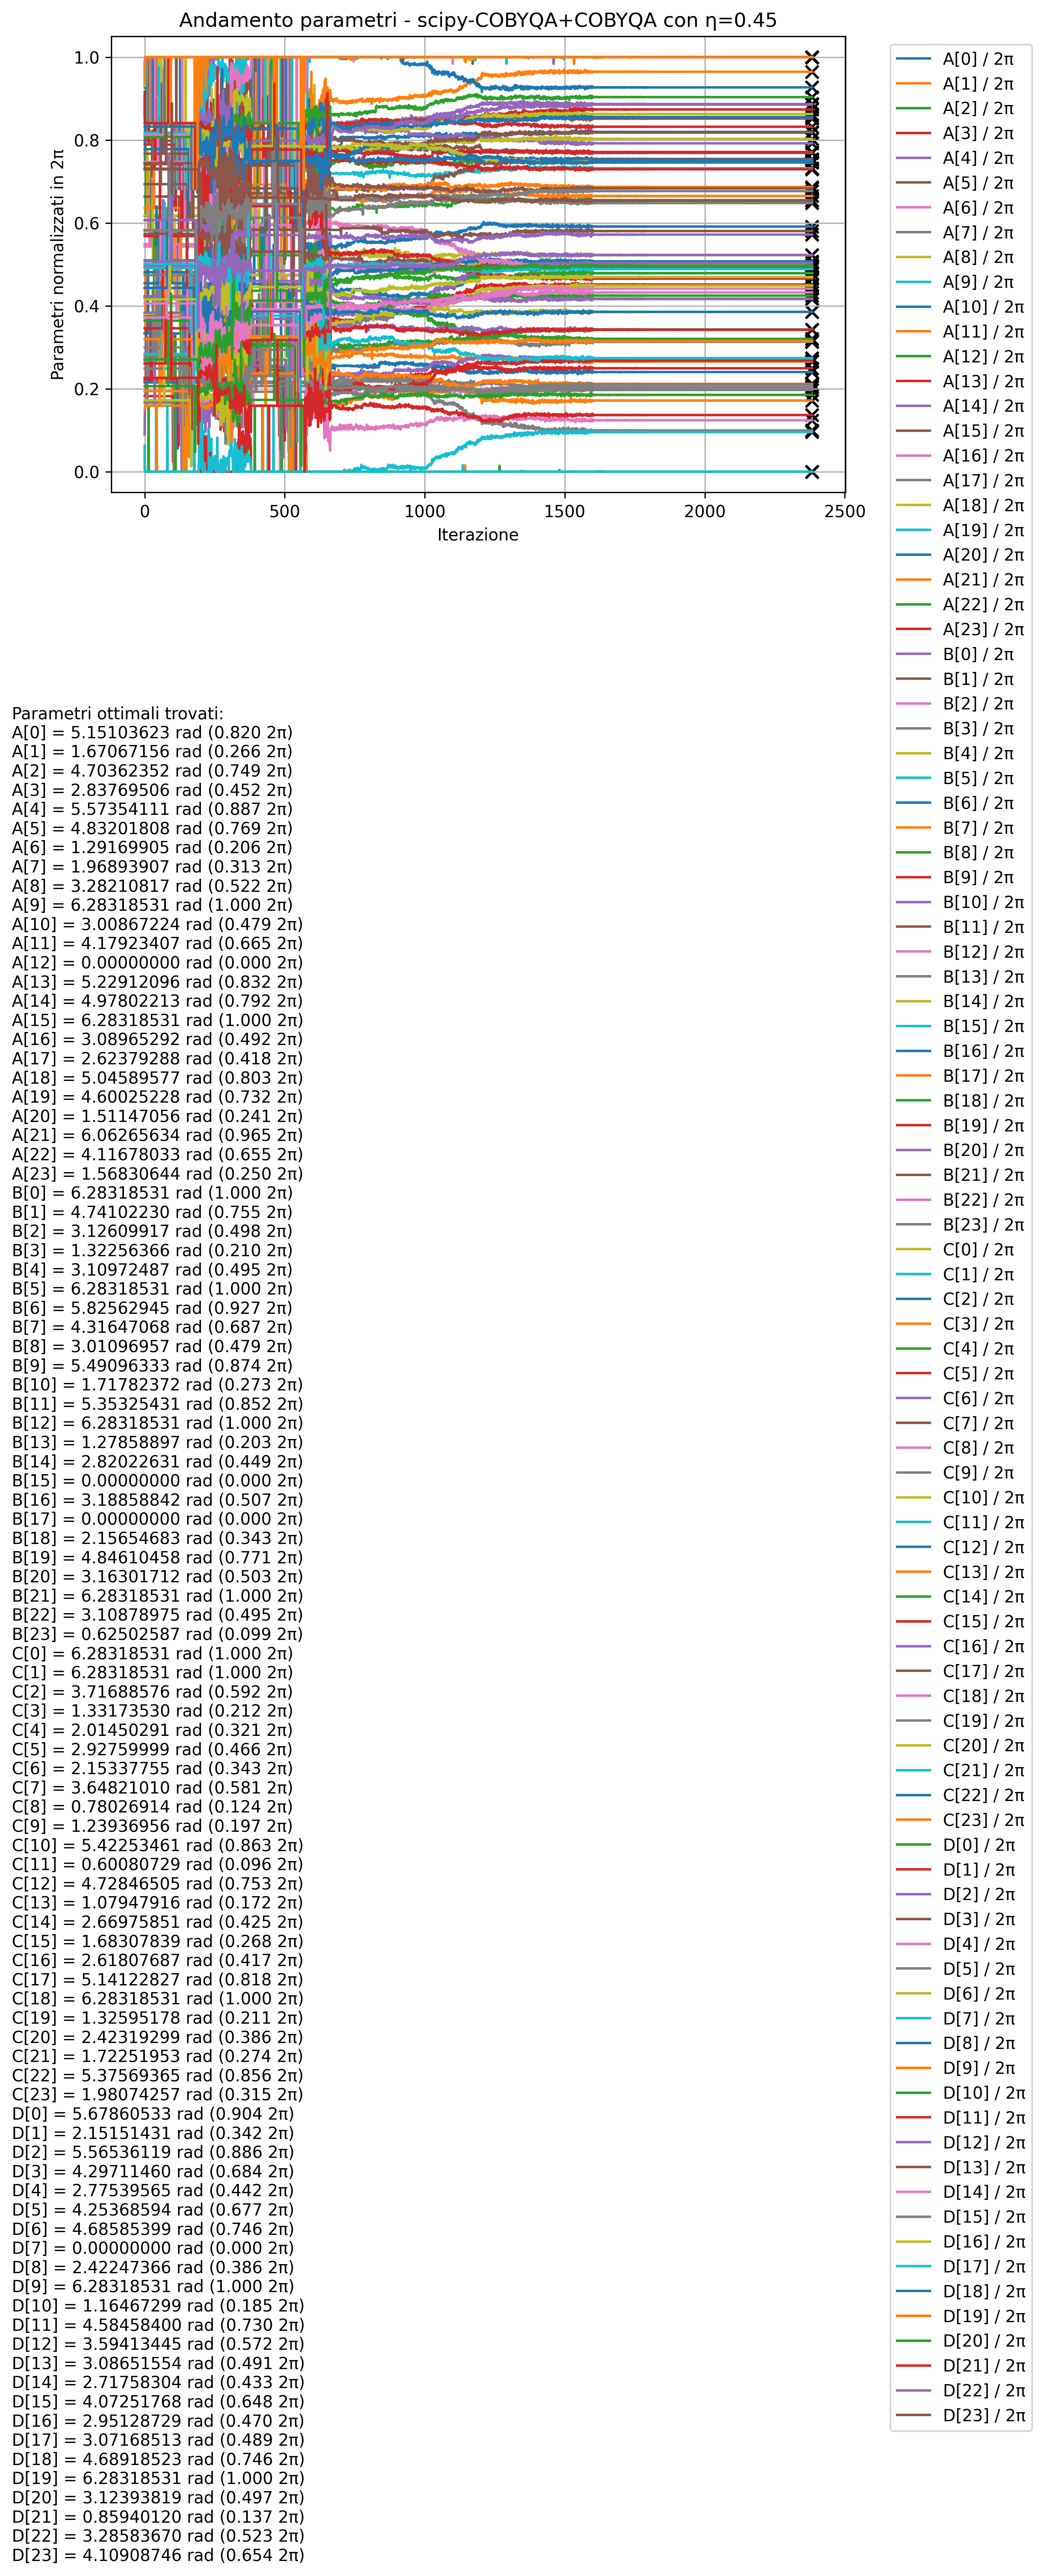 Andamento parametri - scipy-COBYQA+COBYQA con η=0.45
Parametri normalizzati in 2π
1.0
0.8
0.6
0.4
0.2
0.0
0
500
1000
1500
2000
2500
Iterazione
A[0] / 2π
A[1] / 2π
A[2] / 2π
A[3] / 2π
A[4] / 2π
A[5] / 2π
A[6] / 2π
A[7] / 2π
A[8] / 2π
A[9] / 2π
A[10] / 2π
A[11] / 2π
A[12] / 2π
A[13] / 2π
A[14] / 2π
A[15] / 2π
A[16] / 2π
A[17] / 2π
A[18] / 2π
A[19] / 2π
A[20] / 2π
A[21] / 2π
A[22] / 2π
A[23] / 2π
B[0] / 2π
B[1] / 2π
B[2] / 2π
B[3] / 2π
B[4] / 2π
B[5] / 2π
B[6] / 2π
B[7] / 2π
B[8] / 2π
B[9] / 2π
B[10] / 2π
B[11] / 2π
B[12] / 2π
B[13] / 2π
B[14] / 2π
B[15] / 2π
B[16] / 2π
B[17] / 2π
B[18] / 2π
B[19] / 2π
B[20] / 2π
B[21] / 2π
B[22] / 2π
B[23] / 2π
C[0] / 2π
C[1] / 2π
C[2] / 2π
C[3] / 2π
C[4] / 2π
C[5] / 2π
C[6] / 2π
C[7] / 2π
C[8] / 2π
C[9] / 2π
C[10] / 2π
C[11] / 2π
C[12] / 2π
C[13] / 2π
C[14] / 2π
C[15] / 2π
C[16] / 2π
C[17] / 2π
C[18] / 2π
C[19] / 2π
C[20] / 2π
C[21] / 2π
C[22] / 2π
C[23] / 2π
D[0] / 2π
D[1] / 2π
D[2] / 2π
D[3] / 2π
D[4] / 2π
D[5] / 2π
D[6] / 2π
D[7] / 2π
D[8] / 2π
D[9] / 2π
D[10] / 2π
D[11] / 2π
D[12] / 2π
D[13] / 2π
D[14] / 2π
D[15] / 2π
D[16] / 2π
D[17] / 2π
D[18] / 2π
D[19] / 2π
D[20] / 2π
D[21] / 2π
D[22] / 2π
D[23] / 2π
Parametri ottimali trovati:
A[0] = 5.15103623 rad (0.820 2π)
A[1] = 1.67067156 rad (0.266 2π)
A[2] = 4.70362352 rad (0.749 2π)
A[3] = 2.83769506 rad (0.452 2π)
A[4] = 5.57354111 rad (0.887 2π)
A[5] = 4.83201808 rad (0.769 2π)
A[6] = 1.29169905 rad (0.206 2π)
A[7] = 1.96893907 rad (0.313 2π)
A[8] = 3.28210817 rad (0.522 2π)
A[9] = 6.28318531 rad (1.000 2π)
A[10] = 3.00867224 rad (0.479 2π)
A[11] = 4.17923407 rad (0.665 2π)
A[12] = 0.00000000 rad (0.000 2π)
A[13] = 5.22912096 rad (0.832 2π)
A[14] = 4.97802213 rad (0.792 2π)
A[15] = 6.28318531 rad (1.000 2π)
A[16] = 3.08965292 rad (0.492 2π)
A[17] = 2.62379288 rad (0.418 2π)
A[18] = 5.04589577 rad (0.803 2π)
A[19] = 4.60025228 rad (0.732 2π)
A[20] = 1.51147056 rad (0.241 2π)
A[21] = 6.06265634 rad (0.965 2π)
A[22] = 4.11678033 rad (0.655 2π)
A[23] = 1.56830644 rad (0.250 2π)
B[0] = 6.28318531 rad (1.000 2π)
B[1] = 4.74102230 rad (0.755 2π)
B[2] = 3.12609917 rad (0.498 2π)
B[3] = 1.32256366 rad (0.210 2π)
B[4] = 3.10972487 rad (0.495 2π)
B[5] = 6.28318531 rad (1.000 2π)
B[6] = 5.82562945 rad (0.927 2π)
B[7] = 4.31647068 rad (0.687 2π)
B[8] = 3.01096957 rad (0.479 2π)
B[9] = 5.49096333 rad (0.874 2π)
B[10] = 1.71782372 rad (0.273 2π)
B[11] = 5.35325431 rad (0.852 2π)
B[12] = 6.28318531 rad (1.000 2π)
B[13] = 1.27858897 rad (0.203 2π)
B[14] = 2.82022631 rad (0.449 2π)
B[15] = 0.00000000 rad (0.000 2π)
B[16] = 3.18858842 rad (0.507 2π)
B[17] = 0.00000000 rad (0.000 2π)
B[18] = 2.15654683 rad (0.343 2π)
B[19] = 4.84610458 rad (0.771 2π)
B[20] = 3.16301712 rad (0.503 2π)
B[21] = 6.28318531 rad (1.000 2π)
B[22] = 3.10878975 rad (0.495 2π)
B[23] = 0.62502587 rad (0.099 2π)
C[0] = 6.28318531 rad (1.000 2π)
C[1] = 6.28318531 rad (1.000 2π)
C[2] = 3.71688576 rad (0.592 2π)
C[3] = 1.33173530 rad (0.212 2π)
C[4] = 2.01450291 rad (0.321 2π)
C[5] = 2.92759999 rad (0.466 2π)
C[6] = 2.15337755 rad (0.343 2π)
C[7] = 3.64821010 rad (0.581 2π)
C[8] = 0.78026914 rad (0.124 2π)
C[9] = 1.23936956 rad (0.197 2π)
C[10] = 5.42253461 rad (0.863 2π)
C[11] = 0.60080729 rad (0.096 2π)
C[12] = 4.72846505 rad (0.753 2π)
C[13] = 1.07947916 rad (0.172 2π)
C[14] = 2.66975851 rad (0.425 2π)
C[15] = 1.68307839 rad (0.268 2π)
C[16] = 2.61807687 rad (0.417 2π)
C[17] = 5.14122827 rad (0.818 2π)
C[18] = 6.28318531 rad (1.000 2π)
C[19] = 1.32595178 rad (0.211 2π)
C[20] = 2.42319299 rad (0.386 2π)
C[21] = 1.72251953 rad (0.274 2π)
C[22] = 5.37569365 rad (0.856 2π)
C[23] = 1.98074257 rad (0.315 2π)
D[0] = 5.67860533 rad (0.904 2π)
D[1] = 2.15151431 rad (0.342 2π)
D[2] = 5.56536119 rad (0.886 2π)
D[3] = 4.29711460 rad (0.684 2π)
D[4] = 2.77539565 rad (0.442 2π)
D[5] = 4.25368594 rad (0.677 2π)
D[6] = 4.68585399 rad (0.746 2π)
D[7] = 0.00000000 rad (0.000 2π)
D[8] = 2.42247366 rad (0.386 2π)
D[9] = 6.28318531 rad (1.000 2π)
D[10] = 1.16467299 rad (0.185 2π)
D[11] = 4.58458400 rad (0.730 2π)
D[12] = 3.59413445 rad (0.572 2π)
D[13] = 3.08651554 rad (0.491 2π)
D[14] = 2.71758304 rad (0.433 2π)
D[15] = 4.07251768 rad (0.648 2π)
D[16] = 2.95128729 rad (0.470 2π)
D[17] = 3.07168513 rad (0.489 2π)
D[18] = 4.68918523 rad (0.746 2π)
D[19] = 6.28318531 rad (1.000 2π)
D[20] = 3.12393819 rad (0.497 2π)
D[21] = 0.85940120 rad (0.137 2π)
D[22] = 3.28583670 rad (0.523 2π)
D[23] = 4.10908746 rad (0.654 2π)